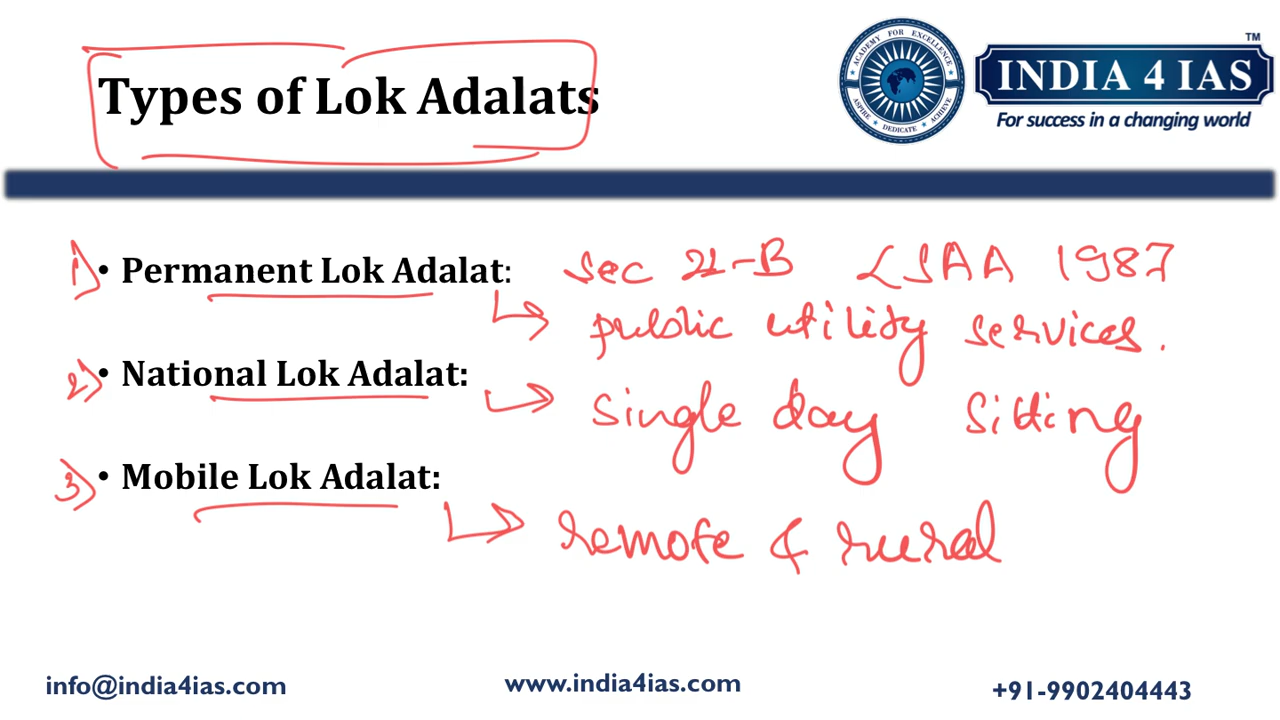 Types of Lok Adalats
ACADEMY FOR EXCELLENCE
ASPIRE DEDICATE ACHIEVE
INDIA 4 IAS TM
For success in a changing world
1) • Permanent Lok Adalat: Sec 22-B LSAA 1987
public utility services.
2) • National Lok Adalat:
single day sitting
3) • Mobile Lok Adalat:
remote & rural
info@india4ias.com
www.india4ias.com
+91-9902404443